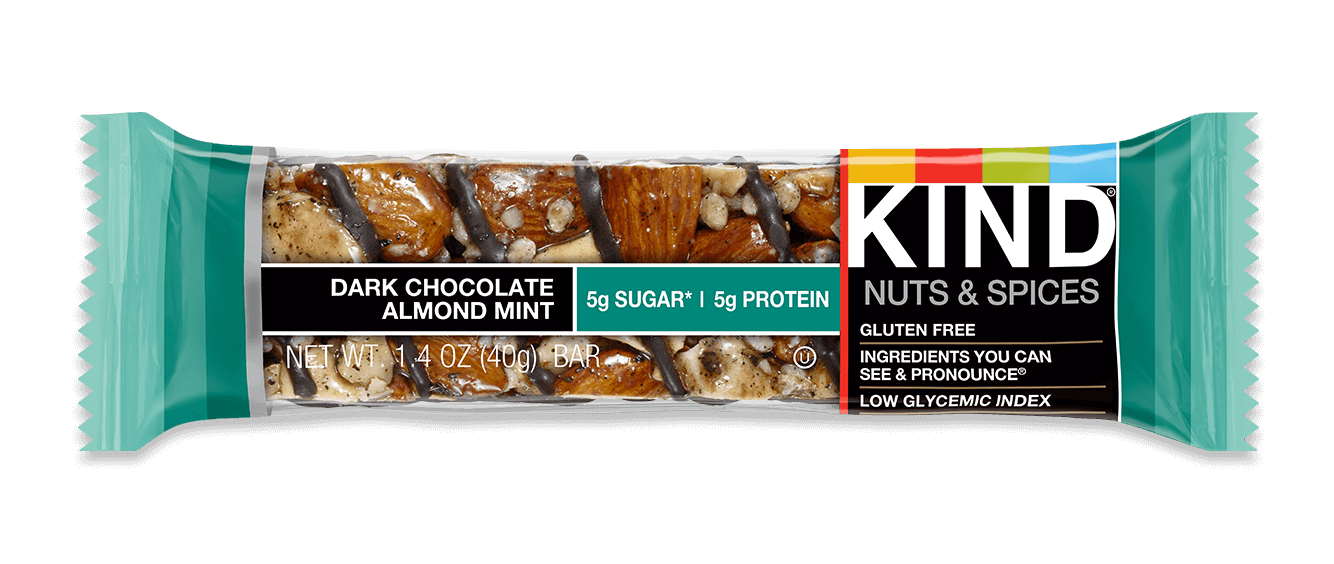 DARK CHOCOLATE
ALMOND MINT
5g SUGAR* | 5g PROTEIN
NET WT. 1.4 OZ (40g) BAR
U
KIND®
NUTS & SPICES
GLUTEN FREE
INGREDIENTS YOU CAN
SEE & PRONOUNCE®
LOW GLYCEMIC INDEX